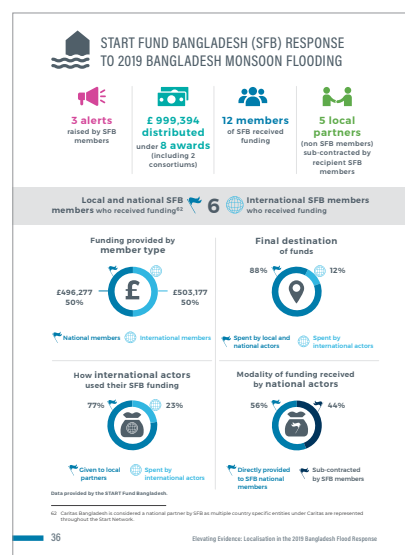 START FUND BANGLADESH (SFB) RESPONSE
TO 2019 BANGLADESH MONSOON FLOODING
3 alerts
raised by SFB
members
£ 999,394
distributed
under 8 awards
(including 2
consortiums)
12 members
of SFB received
funding
5 local
partners
(non SFB members)
sub-contracted by
recipient SFB
members
Local and national SFB
members who received funding62
6
International SFB members
who received funding
Funding provided by
member type
£496,277
50%
£
£503,177
50%
National members
International members
Final destination
of funds
88%
12%
Spent by local and
national actors
Spent by
international actors
How international actors
used their SFB funding
77%
23%
Given to local
partners
Spent by
international actors
Modality of funding received
by national actors
56%
44%
Directly provided
to SFB national
members
Sub-contracted
by SFB members
Data provided by the START Fund Bangladesh.
62 Caritas Bangladesh is considered a national partner by SFB as multiple country specific entities under Caritas are represented
throughout the Start Network.
36
Elevating Evidence: Localisation in the 2019 Bangladesh Flood Response